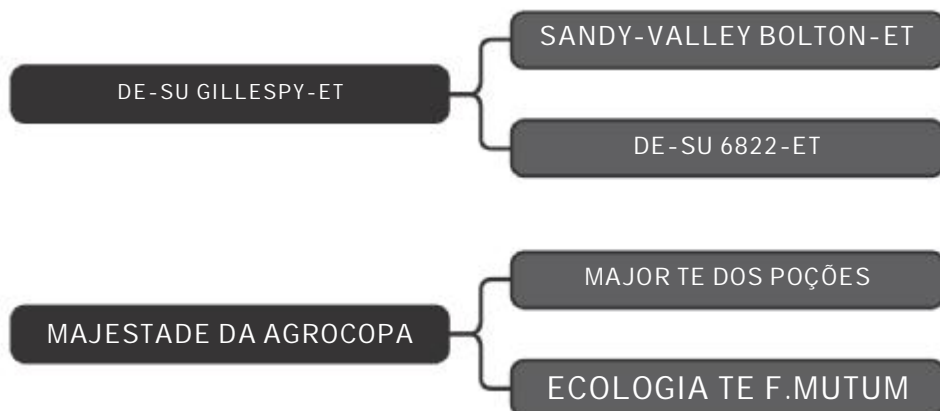 SANDY-VALLEY BOLTON-ET
DE-SU GILLESPY-ET
DE-SU 6822-ET
MAJOR TE DOS POÇÕES
MAJESTADE DA AGROCOPA
ECOLOGIA TE F.MUTUM